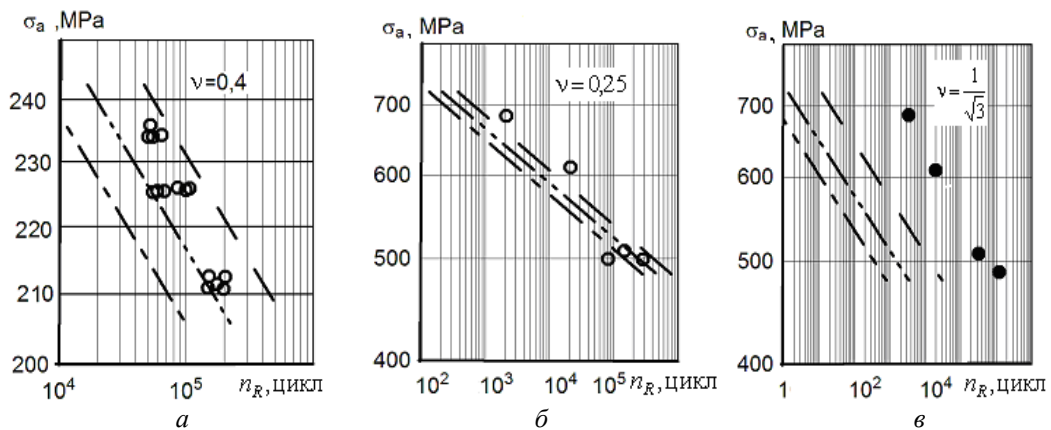 σa ,MPa
240
230
220
210
200
ν=0,4
10^4
10^5
n_R, цикл
а
σa, MPa
700
600
500
400
ν = 0,25
10^2
10^3
10^4
10^5
n_R, цикл
б
σa, MPa
700
600
500
400
ν = 1/√3
1
10^2
10^4
n_R, цикл
в